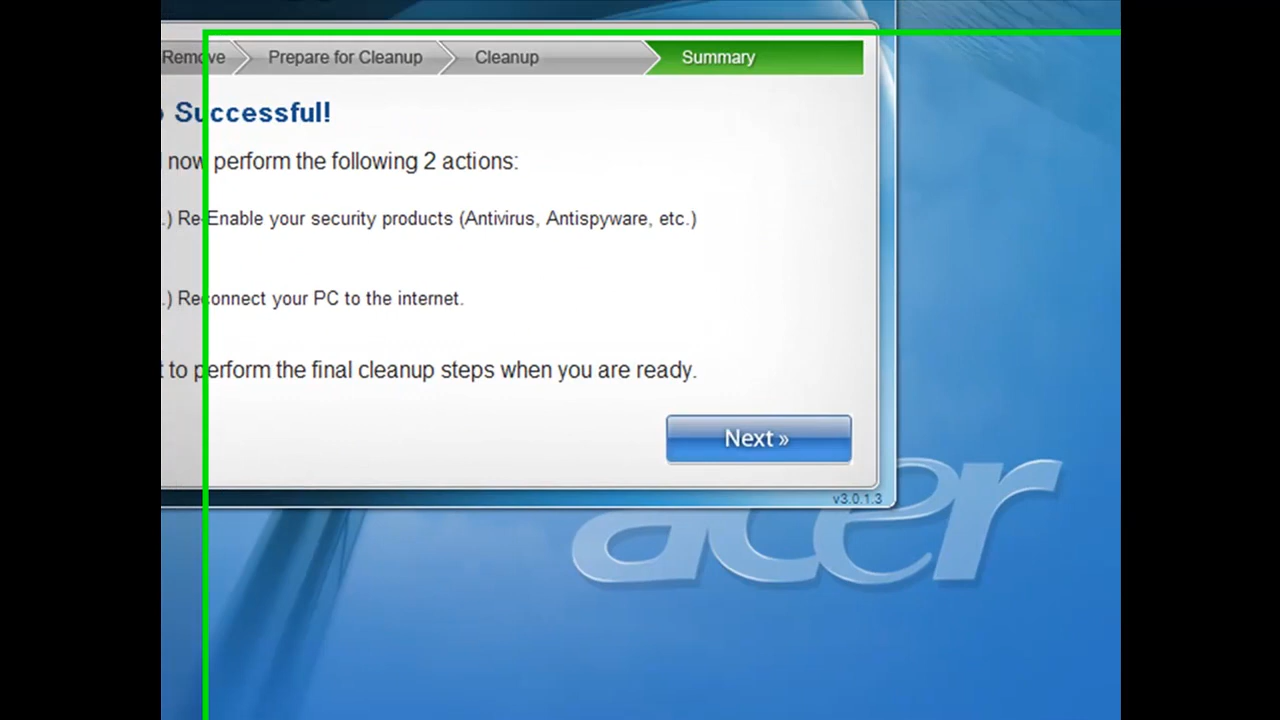 Remove Prepare for Cleanup Cleanup Summary
Successful!
now perform the following 2 actions:
.) Re-Enable your security products (Antivirus, Antispyware, etc.)
.) Reconnect your PC to the internet.
to perform the final cleanup steps when you are ready.
Next »
v3.0.1.3
acer